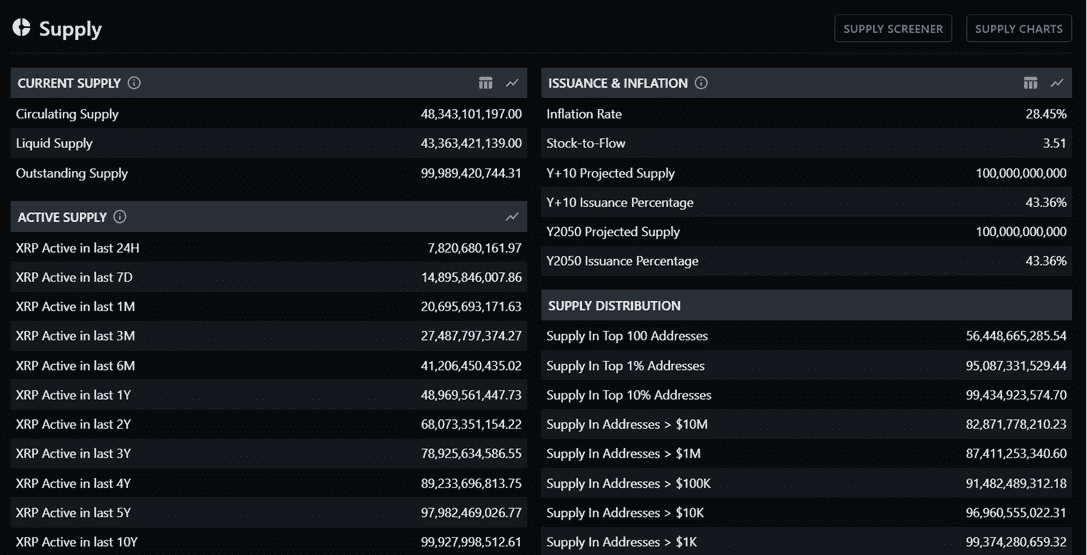 Supply
SUPPLY SCREENER
SUPPLY CHARTS
CURRENT SUPPLY
Circulating Supply 48,343,101,197.00
Liquid Supply 43,363,421,139.00
Outstanding Supply 99,989,420,744.31
ACTIVE SUPPLY
XRP Active in last 24H 7,820,680,161.97
XRP Active in last 7D 14,895,846,007.86
XRP Active in last 1M 20,695,693,171.63
XRP Active in last 3M 27,487,797,374.27
XRP Active in last 6M 41,206,450,435.02
XRP Active in last 1Y 48,969,561,447.73
XRP Active in last 2Y 68,073,351,154.22
XRP Active in last 3Y 78,925,634,586.55
XRP Active in last 4Y 89,233,696,813.75
XRP Active in last 5Y 97,982,469,026.77
XRP Active in last 10Y 99,927,998,512.61
ISSUANCE & INFLATION
Inflation Rate 28.45%
Stock-to-Flow 3.51
Y+10 Projected Supply 100,000,000,000
Y+10 Issuance Percentage 43.36%
Y2050 Projected Supply 100,000,000,000
Y2050 Issuance Percentage 43.36%
SUPPLY DISTRIBUTION
Supply In Top 100 Addresses 56,448,665,285.54
Supply In Top 1% Addresses 95,087,331,529.44
Supply In Top 10% Addresses 99,434,923,574.70
Supply In Addresses > $10M 82,871,778,210.23
Supply In Addresses > $1M 87,411,253,340.60
Supply In Addresses > $100K 91,482,489,312.18
Supply In Addresses > $10K 96,960,555,022.31
Supply In Addresses > $1K 99,374,280,659.32